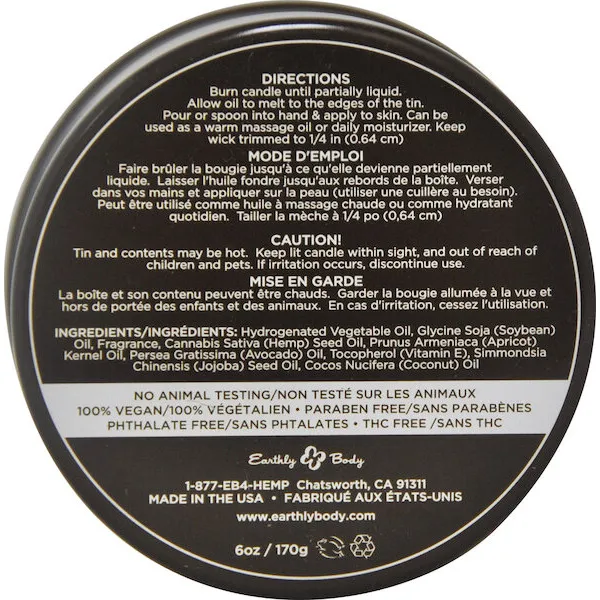 DIRECTIONS
Burn candle until partially liquid.
Allow oil to melt to the edges of the tin.
Pour or spoon into hand & apply to skin. Can be
used as a warm massage oil or daily moisturizer. Keep
wick trimmed to 1/4 in (0.64 cm)
MODE D'EMPLOI
Faire brûler la bougie jusqu'à ce qu'elle devienne partiellement
liquide. Laisser l'huile fondre jusqu'aux rebords de la boîte. Verser
dans vos mains et appliquer sur la peau (utiliser une cuillère au besoin).
Peut être utilisé comme huile à massage chaude ou comme hydratant
quotidien. Tailler la mèche à 1/4 po (0,64 cm)
CAUTION!
Tin and contents may be hot. Keep lit candle within sight, and out of reach of
children and pets. If irritation occurs, discontinue use.
MISE EN GARDE
La boîte et son contenu peuvent être chauds. Garder la bougie allumée à la vue et
hors de portée des enfants et des animaux. En cas d'irritation, cessez l'utilisation.
INGREDIENTS/INGRÉDIENTS: Hydrogenated Vegetable Oil, Glycine Soja (Soybean)
Oil, Fragrance, Cannabis Sativa (Hemp) Seed Oil, Prunus Armeniaca (Apricot)
Kernel Oil, Persea Gratissima (Avocado) Oil, Tocopherol (Vitamin E), Simmondsia
Chinensis (Jojoba) Seed Oil, Cocos Nucifera (Coconut) Oil
NO ANIMAL TESTING/NON TESTÉ SUR LES ANIMAUX
100% VEGAN/100% VÉGÉTALIEN • PARABEN FREE/SANS PARABÈNES
PHTHALATE FREE/SANS PHTALATES • THC FREE /SANS THC
Earthly Body
1-877-EB4-HEMP Chatsworth, CA 91311
MADE IN THE USA • FABRIQUÉ AUX ÉTATS-UNIS
www.earthlybody.com
6oz / 170g